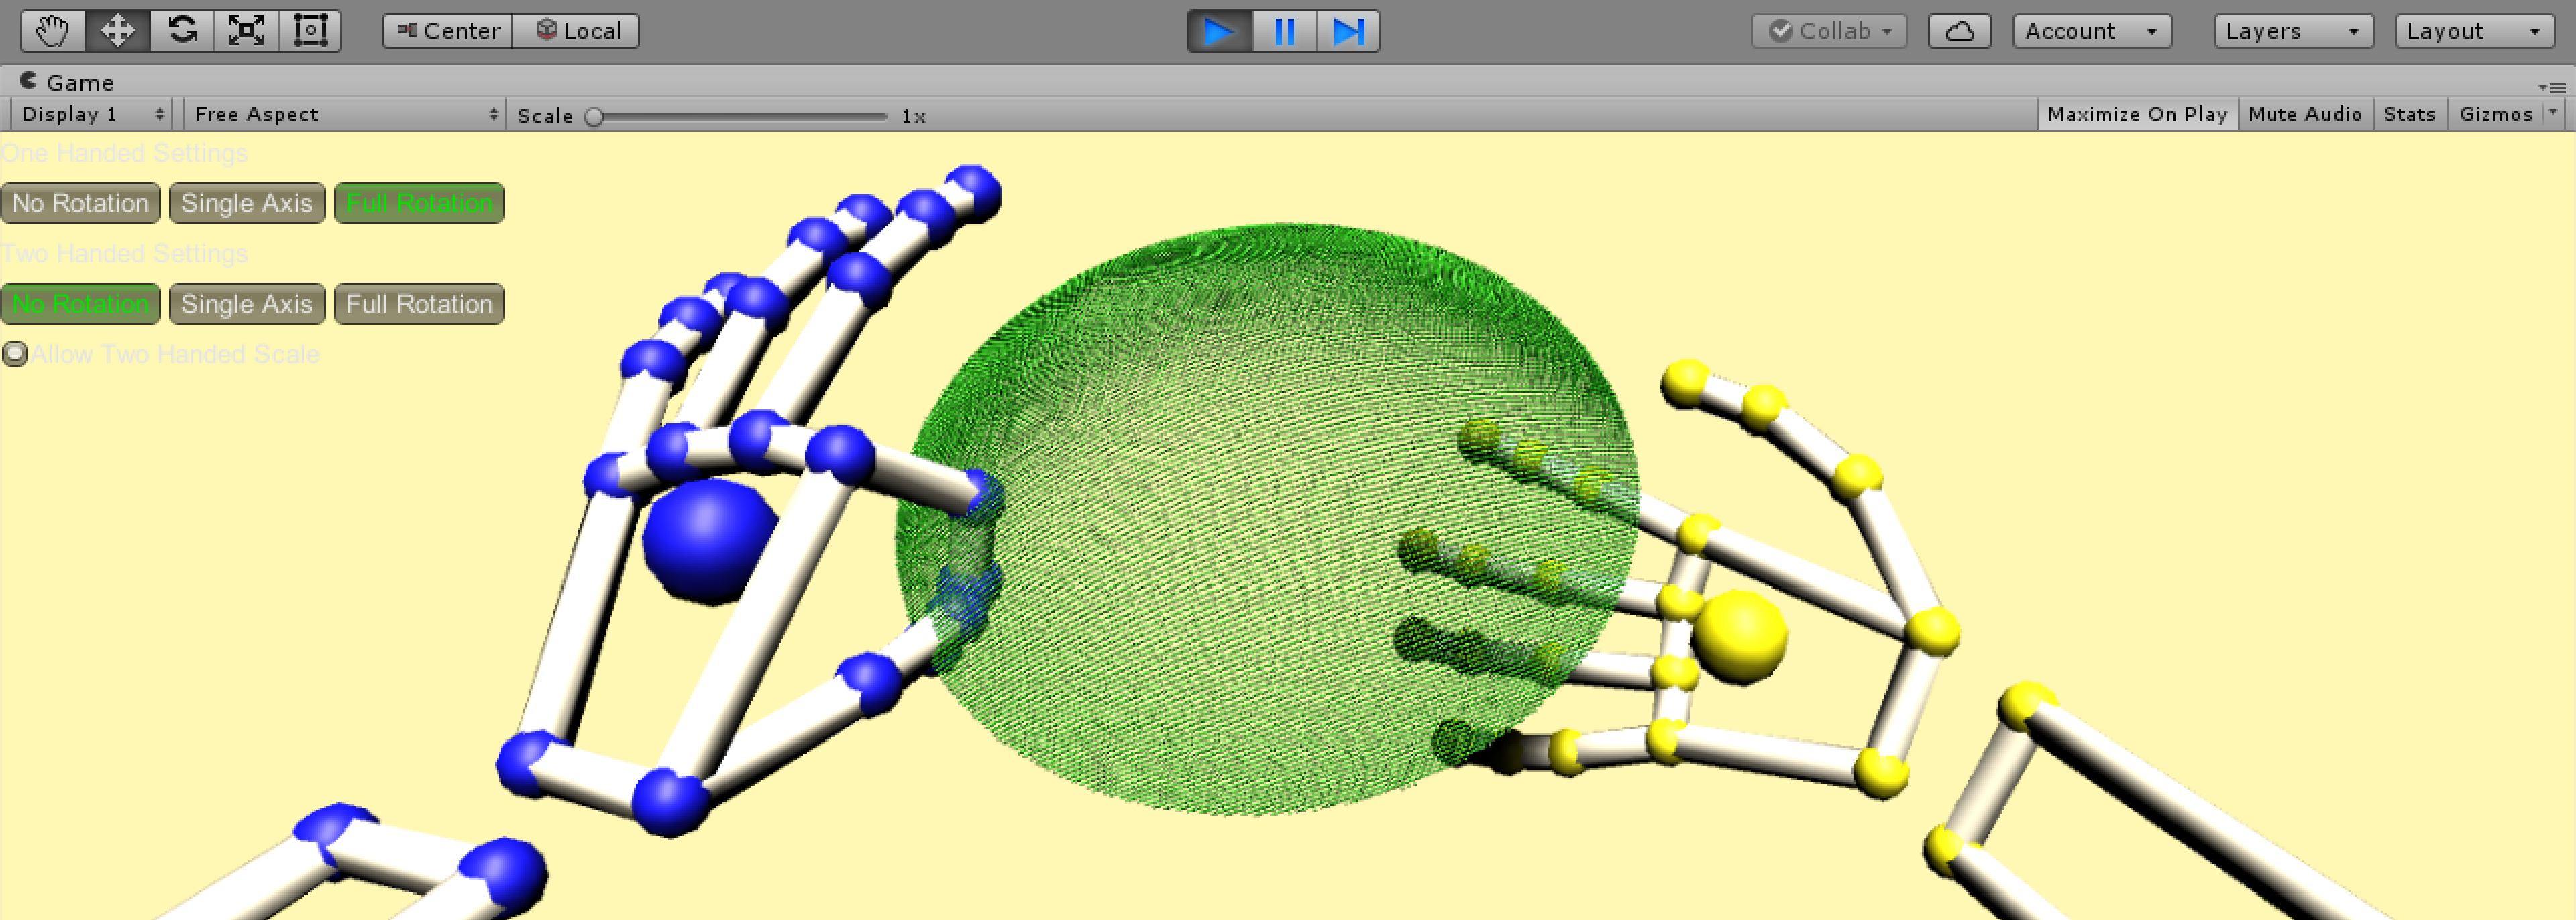 Center Local Collab Account Layers Layout
Game
Display 1 Free Aspect Scale 1x Maximize On Play Mute Audio Stats Gizmos
One Handed Settings
No Rotation Single Axis Full Rotation
Two Handed Settings
No Rotation Single Axis Full Rotation
Allow Two Handed Scale